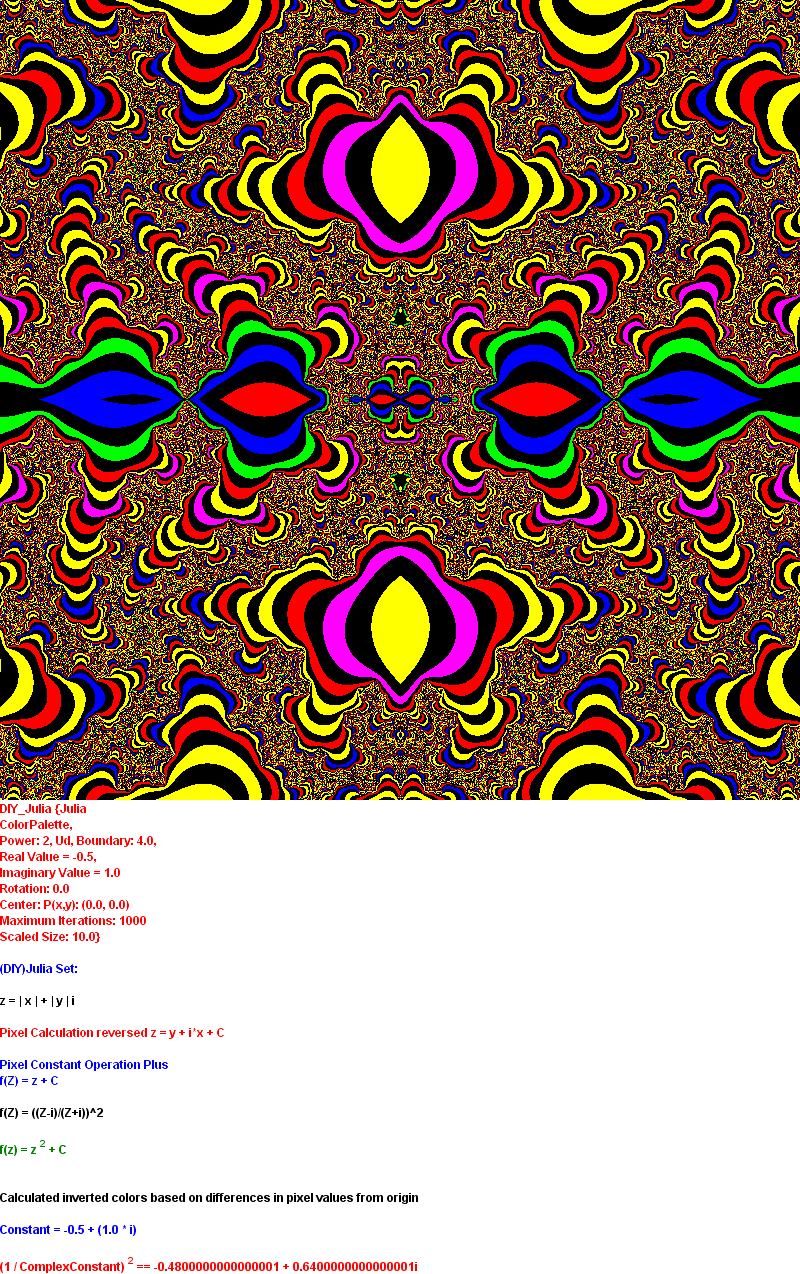 DIY_Julia {Julia
ColorPalette,
Power: 2, Ud, Boundary: 4.0,
Real Value = -0.5,
Imaginary Value = 1.0
Rotation: 0.0
Center: P(x,y): (0.0, 0.0)
Maximum Iterations: 1000
Scaled Size: 10.0}
(DIY)Julia Set:
z = | x | + | y | i
Pixel Calculation reversed z = y + i*x + C
Pixel Constant Operation Plus
f(Z) = z + C
f(Z) = ((Z-i)/(Z+i))^2
f(z) = z ^2 + C
Calculated inverted colors based on differences in pixel values from origin
Constant = -0.5 + (1.0 * i)
(1 / ComplexConstant) ^2 == -0.4800000000000001 + 0.6400000000000001i